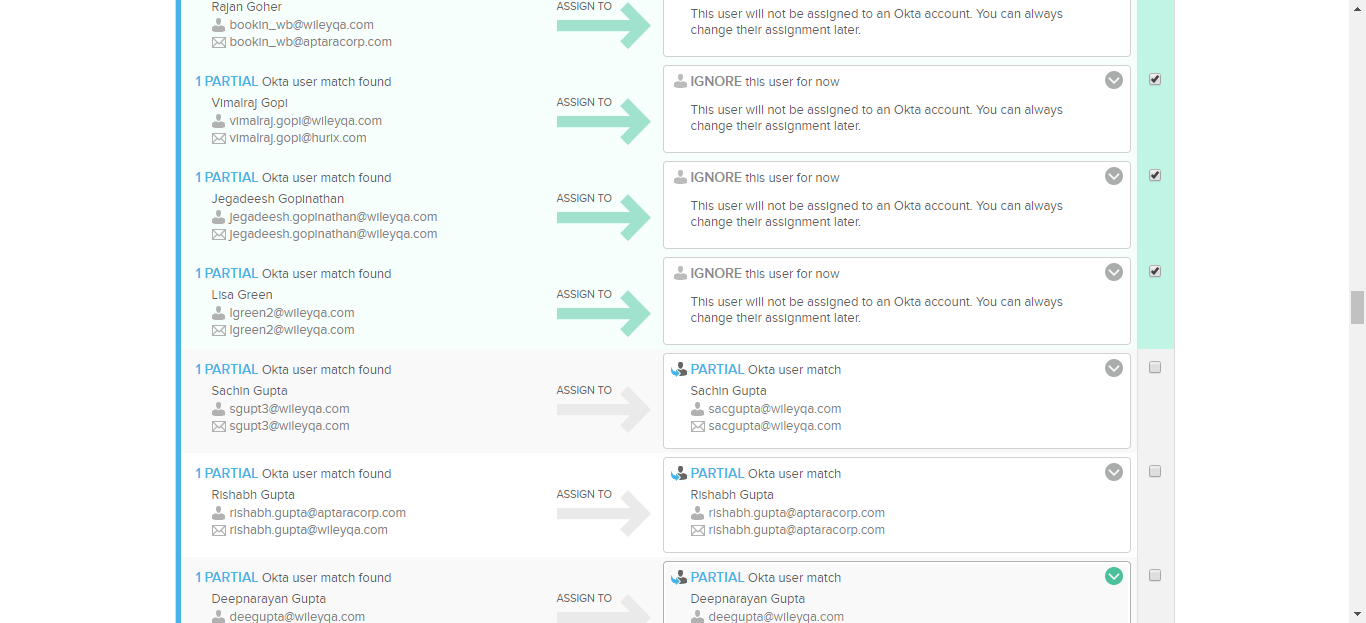 Rajan Goher
bookin_wb@wileyqa.com
bookin_wb@aptaracorp.com
ASSIGN TO
This user will not be assigned to an Okta account. You can always
change their assignment later.
1 PARTIAL Okta user match found
Vimalraj Gopi
vimalraj.gopi@wileyqa.com
vimalraj.gopi@hurix.com
ASSIGN TO
IGNORE this user for now
This user will not be assigned to an Okta account. You can always
change their assignment later.
1 PARTIAL Okta user match found
Jegadeesh Gopinathan
jegadeesh.gopinathan@wileyqa.com
jegadeesh.gopinathan@wileyqa.com
ASSIGN TO
IGNORE this user for now
This user will not be assigned to an Okta account. You can always
change their assignment later.
1 PARTIAL Okta user match found
Lisa Green
lgreen2@wileyqa.com
lgreen2@wileyqa.com
ASSIGN TO
IGNORE this user for now
This user will not be assigned to an Okta account. You can always
change their assignment later.
1 PARTIAL Okta user match found
Sachin Gupta
sgupt3@wileyqa.com
sgupt3@wileyqa.com
ASSIGN TO
PARTIAL Okta user match
Sachin Gupta
sacgupta@wileyqa.com
sacgupta@wileyqa.com
1 PARTIAL Okta user match found
Rishabh Gupta
rishabh.gupta@aptaracorp.com
rishabh.gupta@wileyqa.com
ASSIGN TO
PARTIAL Okta user match
Rishabh Gupta
rishabh.gupta@aptaracorp.com
rishabh.gupta@aptaracorp.com
1 PARTIAL Okta user match found
Deepnarayan Gupta
deegupta@wileyqa.com
ASSIGN TO
PARTIAL Okta user match
Deepnarayan Gupta
deegupta@wileyqa.com